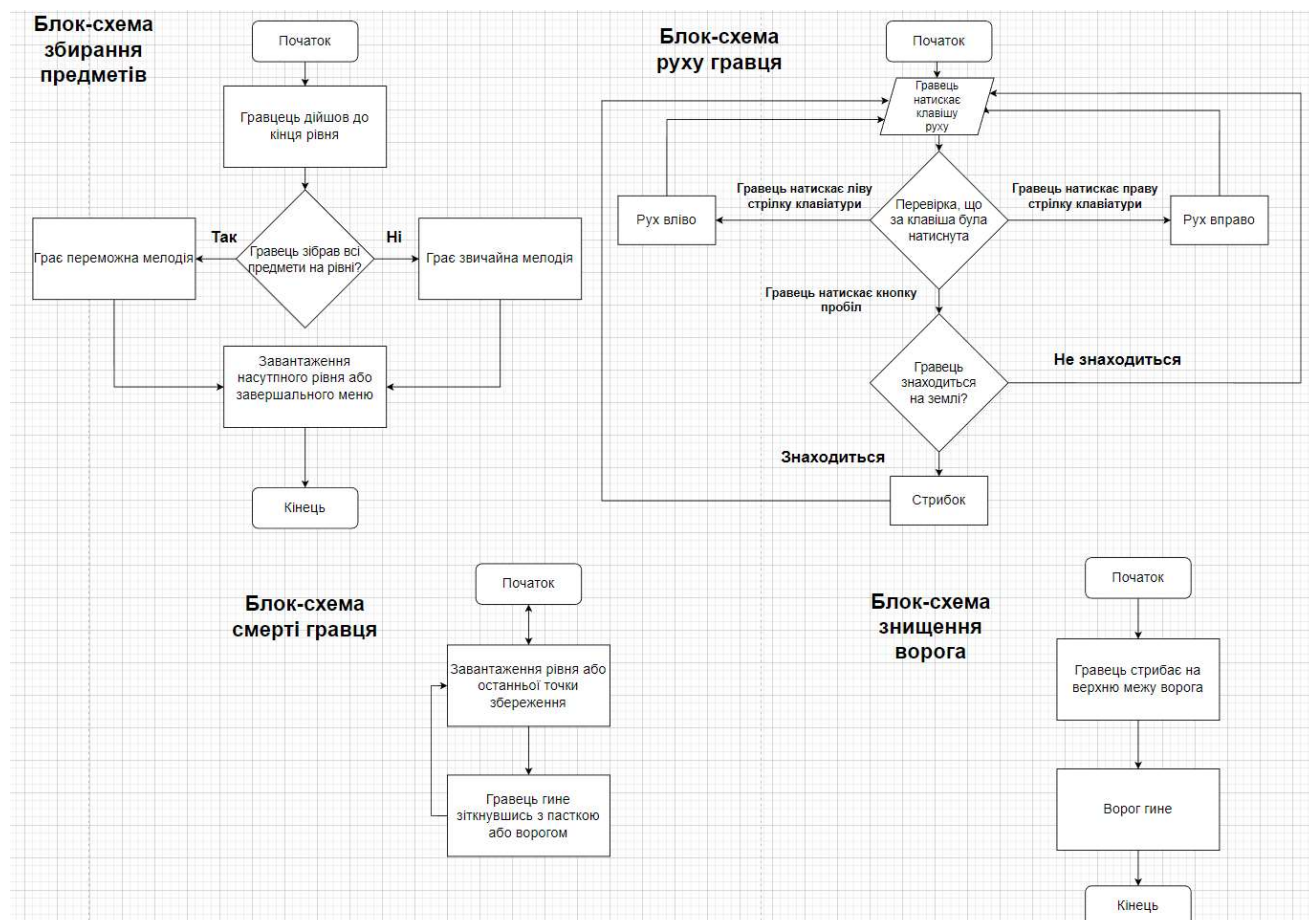 Блок-схема
збирання
предметів
Початок
Гравцець дійшов до
кінця рівня
Гравець зібрав всі
предмети на рівні?
Так
Ні
Грає переможна мелодія
Грає звичайна мелодія
Завантаження
насутпного рівня або
завершального меню
Кінець
Блок-схема
руху гравця
Початок
Гравець
натискає
клавішу
руху
Перевірка, що
за клавіша була
натиснута
Гравець натискає ліву
стрілку клавіатури
Рух вліво
Гравець натискає праву
стрілку клавіатури
Рух вправо
Гравець натискає кнопку
пробіл
Гравець
знаходиться
на землі?
Не знаходиться
Знаходиться
Стрибок
Блок-схема
смерті гравця
Початок
Завантаження рівня або
останньої точки
збереження
Гравець гине
зіткнувшись з пасткою
або ворогом
Блок-схема
знищення
ворога
Початок
Гравець стрибає на
верхню межу ворога
Ворог гине
Кінець